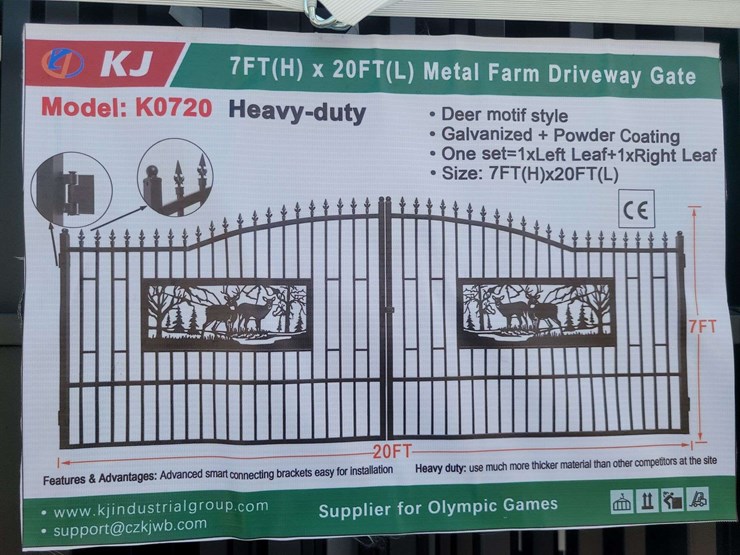 KJ
7FT(H) x 20FT(L) Metal Farm Driveway Gate
Model: K0720 Heavy-duty
• Deer motif style
• Galvanized + Powder Coating
• One set=1xLeft Leaf+1xRight Leaf
• Size: 7FT(H)x20FT(L)
CE
7FT
20FT
Features & Advantages: Advanced smart connecting brackets easy for installation
Heavy duty: use much more thicker material than other competitors at the site
• www.kjindustrialgroup.com
• support@czkjwb.com
Supplier for Olympic Games